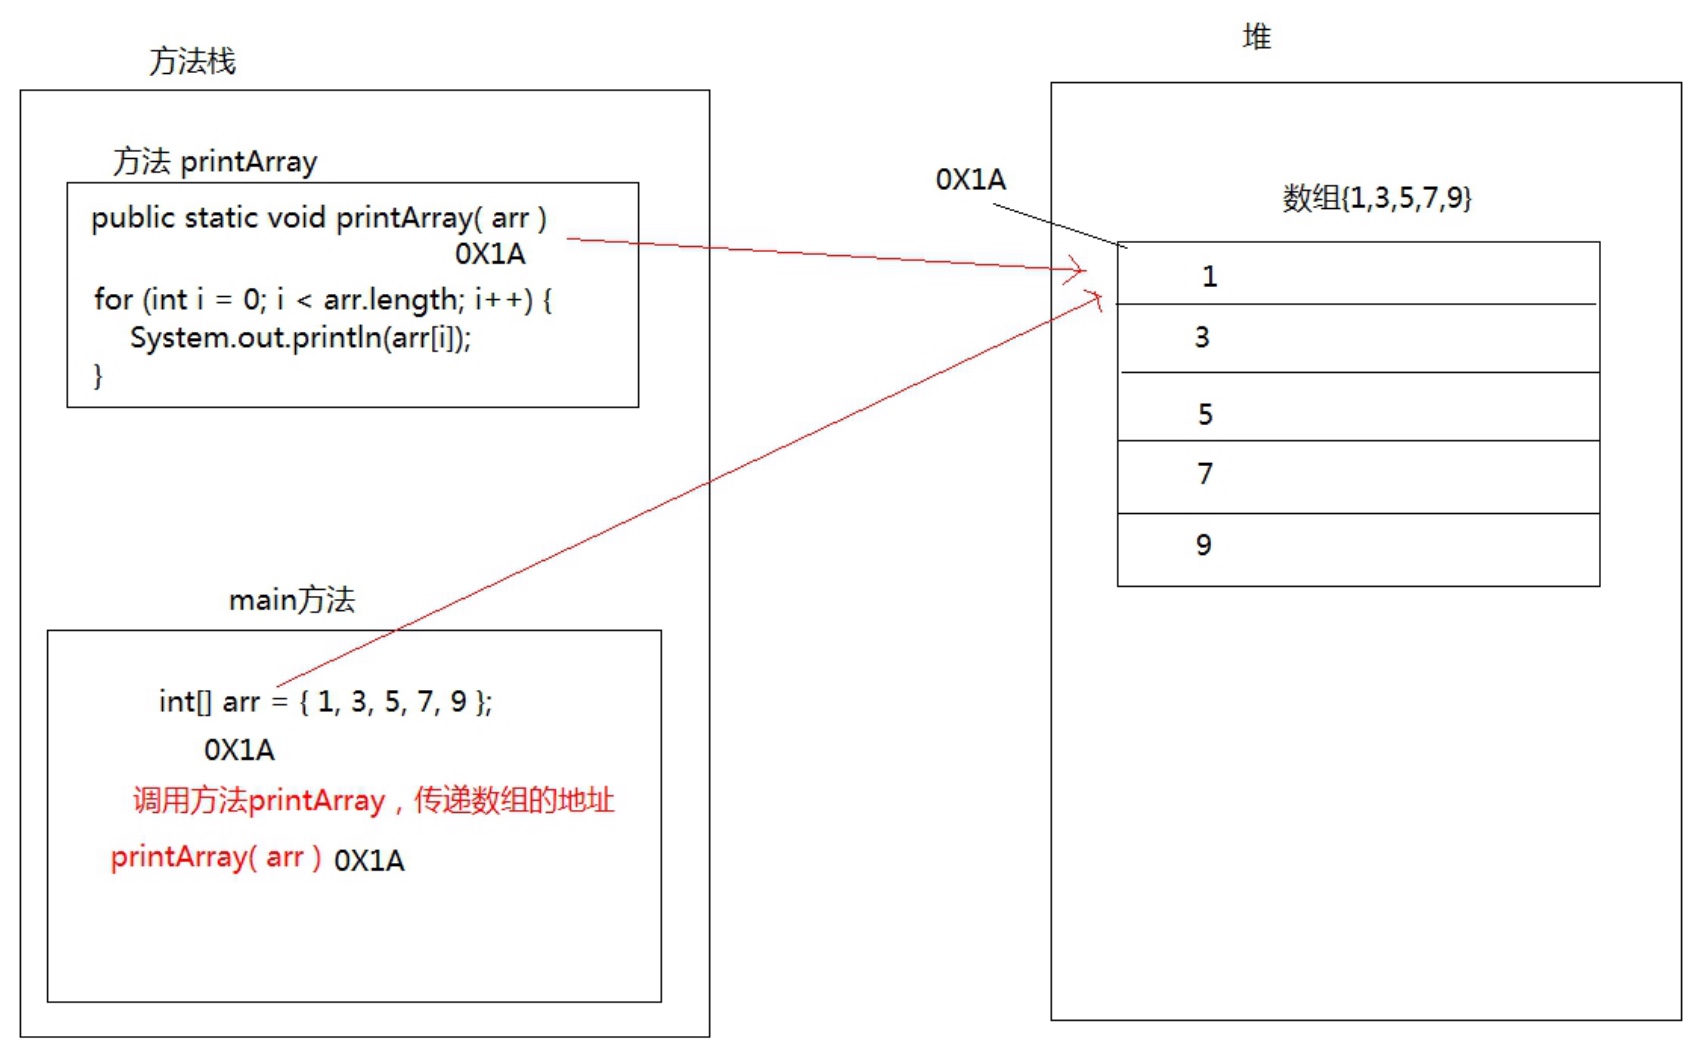 方法栈
方法 printArray
public static void printArray( arr )
0X1A
for (int i = 0; i < arr.length; i++) {
System.out.println(arr[i]);
}
main方法
int[] arr = { 1, 3, 5, 7, 9 };
0X1A
调用方法printArray，传递数组的地址
printArray( arr ) 0X1A
堆
0X1A
数组{1,3,5,7,9}
1
3
5
7
9